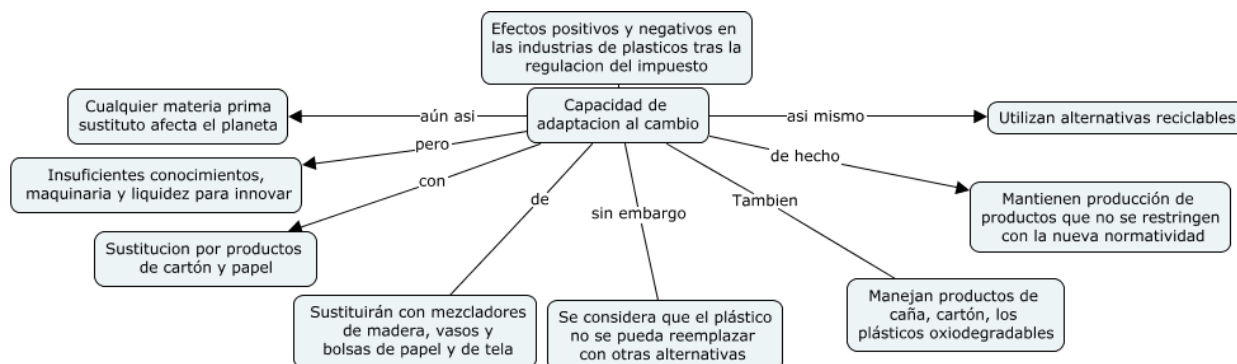 Efectos positivos y negativos en
las industrias de plasticos tras la
regulacion del impuesto
Capacidad de
adaptacion al cambio
aún asi
Cualquier materia prima
sustituto afecta el planeta
asi mismo
Utilizan alternativas reciclables
pero
Insuficientes conocimientos,
maquinaria y liquidez para innovar
de hecho
Mantienen producción de
productos que no se restringen
con la nueva normatividad
con
Sustitucion por productos
de cartón y papel
de
Sustituirán con mezcladores
de madera, vasos y
bolsas de papel y de tela
sin embargo
Se considera que el plástico
no se pueda reemplazar
con otras alternativas
Tambien
Manejan productos de
caña, cartón, los
plásticos oxiodegradables